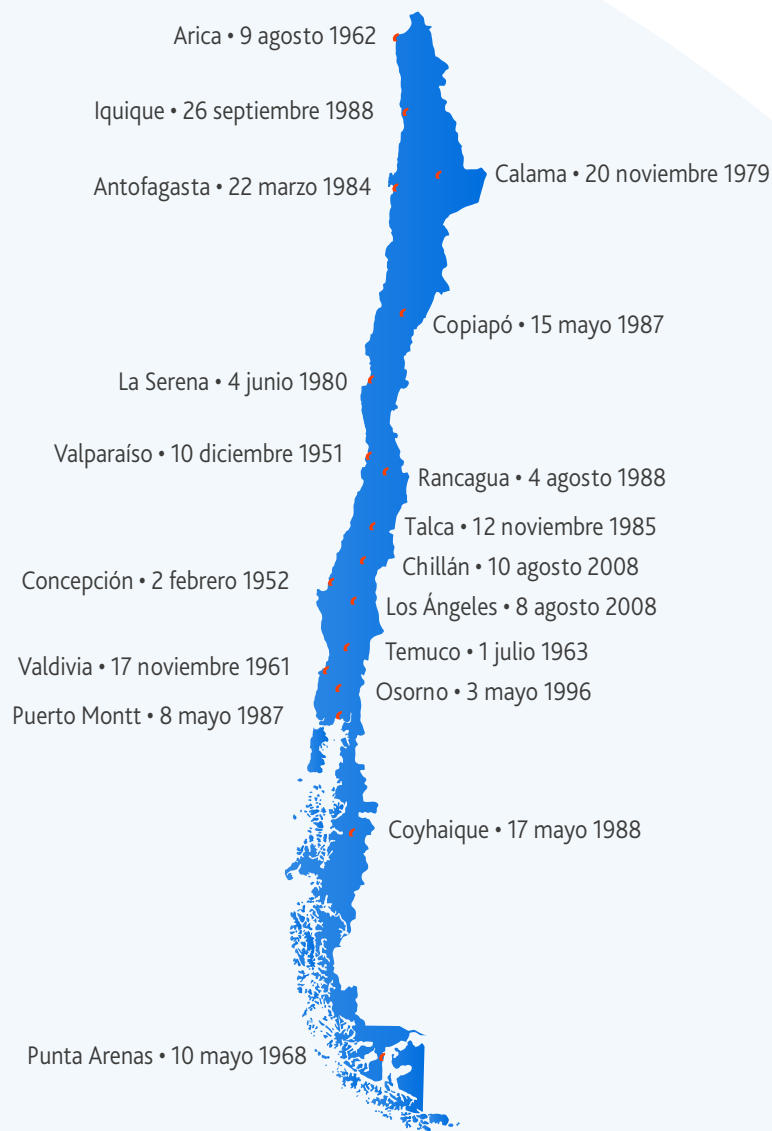 Arica • 9 agosto 1962
Iquique • 26 septiembre 1988
Calama • 20 noviembre 1979
Antofagasta • 22 marzo 1984
Copiapó • 15 mayo 1987
La Serena • 4 junio 1980
Valparaíso • 10 diciembre 1951
Rancagua • 4 agosto 1988
Talca • 12 noviembre 1985
Chillán • 10 agosto 2008
Concepción • 2 febrero 1952
Los Ángeles • 8 agosto 2008
Temuco • 1 julio 1963
Valdivia • 17 noviembre 1961
Osorno • 3 mayo 1996
Puerto Montt • 8 mayo 1987
Coyhaique • 17 mayo 1988
Punta Arenas • 10 mayo 1968